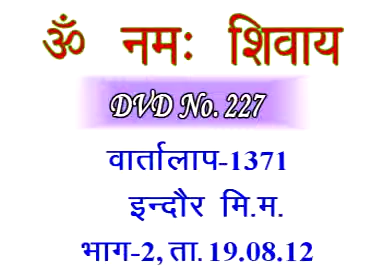 ॐ नमः शिवाय
DVD No. 227
वार्तालाप-1371
इन्दौर मि.म.
भाग-2, ता. 19.08.12